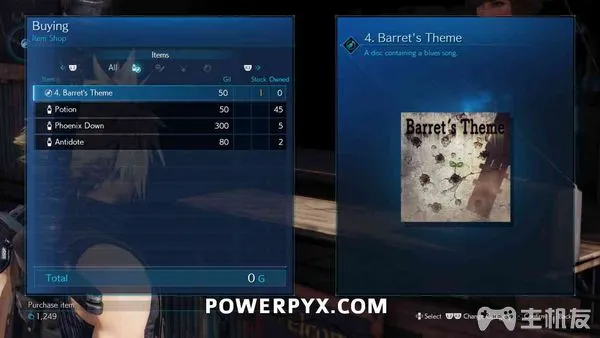 Buying
Item Shop
Items
All
Item
Gil
Stock
Owned
4. Barret's Theme 50 1 0
Potion 50 45
Phoenix Down 300 5
Antidote 80 2
Total 0 G
Purchase item
1,249
4. Barret's Theme
A disc containing a blues song.
Barret's Theme
POWERPYX.COM
Select
Confirm
Back
主机友